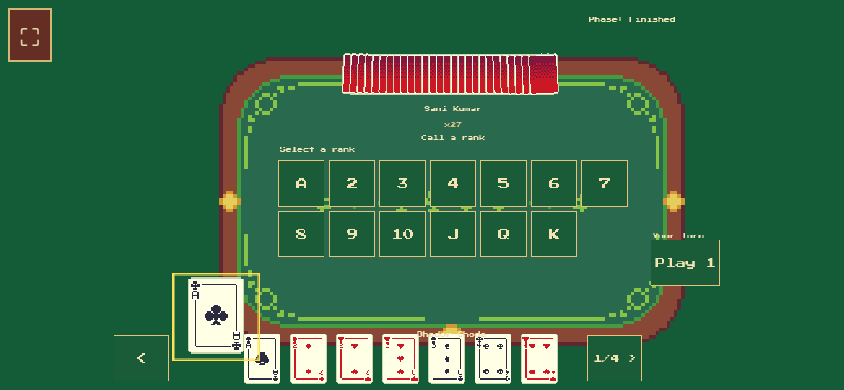 Phase: Finished
Sami Kumar
x27
Call a rank
Select a rank
A 2 3 4 5 6 7
8 9 10 J Q K
Your turn
Play 1
A
< 1/4 >